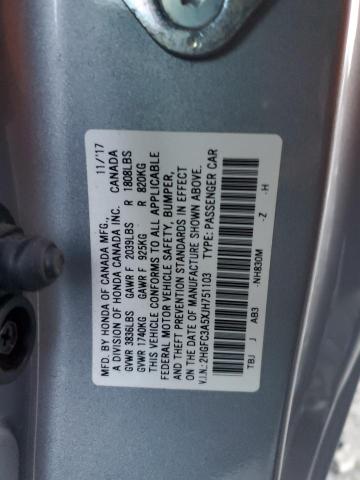 MFD. BY HONDA OF CANADA MFG., 11/17
A DIVISION OF HONDA CANADA INC. CANADA
GVWR 3836LBS GAWR F 2039LBS R 1808LBS
GVWR 1740KG GAWR F 925KG R 820KG
THIS VEHICLE CONFORMS TO ALL APPLICABLE
FEDERAL MOTOR VEHICLE SAFETY, BUMPER,
AND THEFT PREVENTION STANDARDS IN EFFECT
ON THE DATE OF MANUFACTURE SHOWN ABOVE.
V.I.N.: 2HGFC3A5XJH751103 TYPE: PASSENGER CAR
TBJ J AB3 -NH830M -Z -H